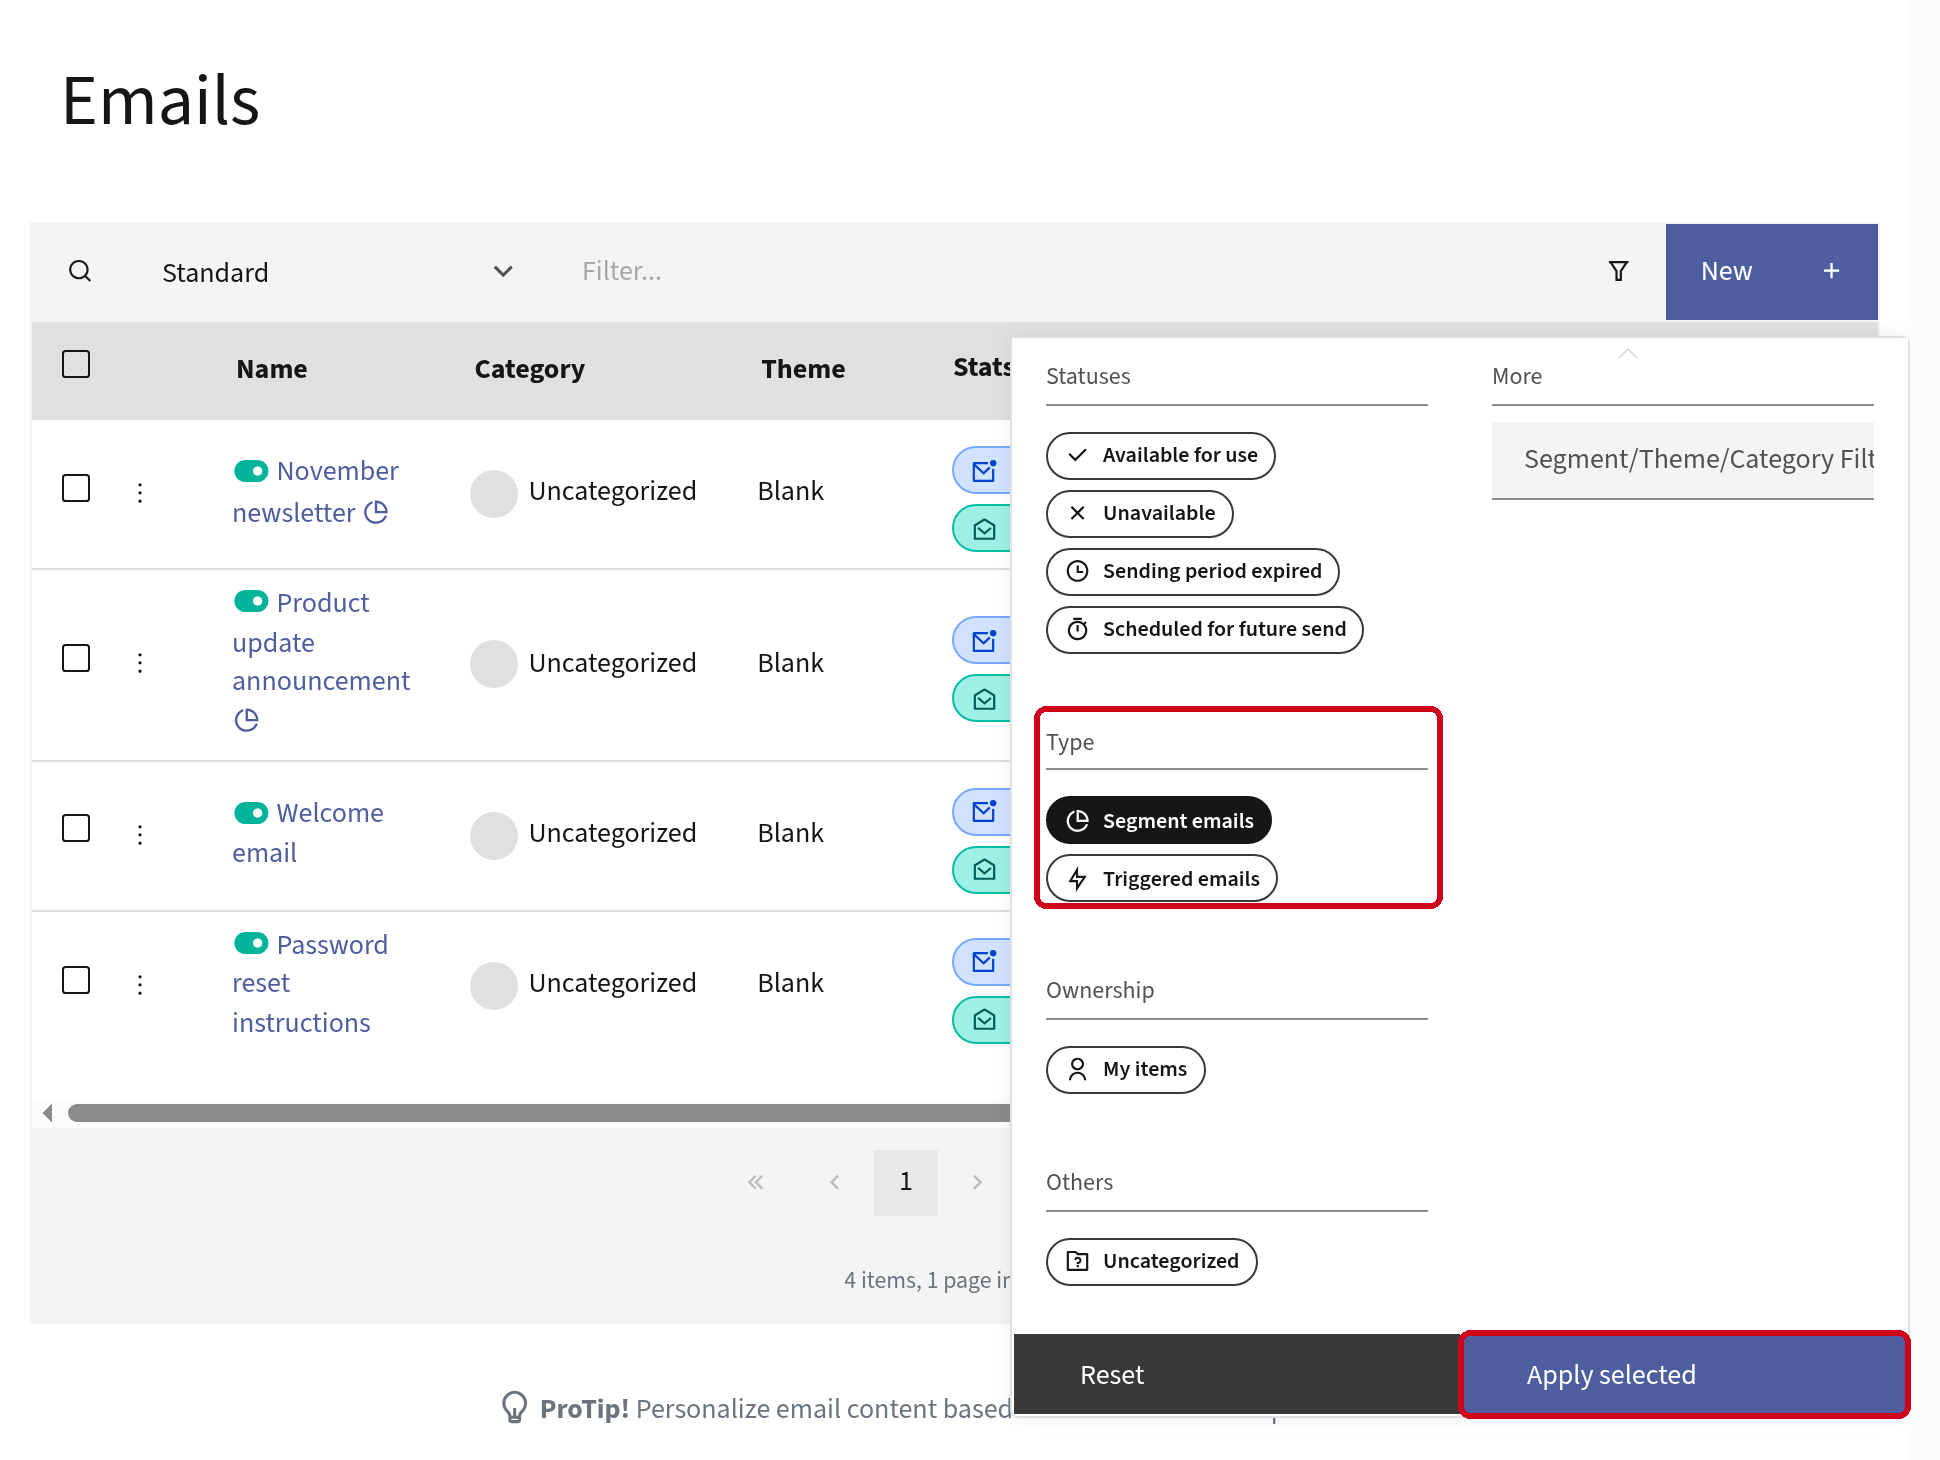 Emails
Standard
Filter...
New +
Name Category Theme Stats
November
newsletter
Uncategorized Blank
Product
update
announcement
Uncategorized Blank
Welcome
email
Uncategorized Blank
Password
reset
instructions
Uncategorized Blank
« ‹ 1 ›
4 items, 1 page
ProTip! Personalize email content based
Statuses
Available for use
Unavailable
Sending period expired
Scheduled for future send
Type
Segment emails
Triggered emails
Ownership
My items
Others
Uncategorized
More
Segment/Theme/Category Filt
Reset
Apply selected